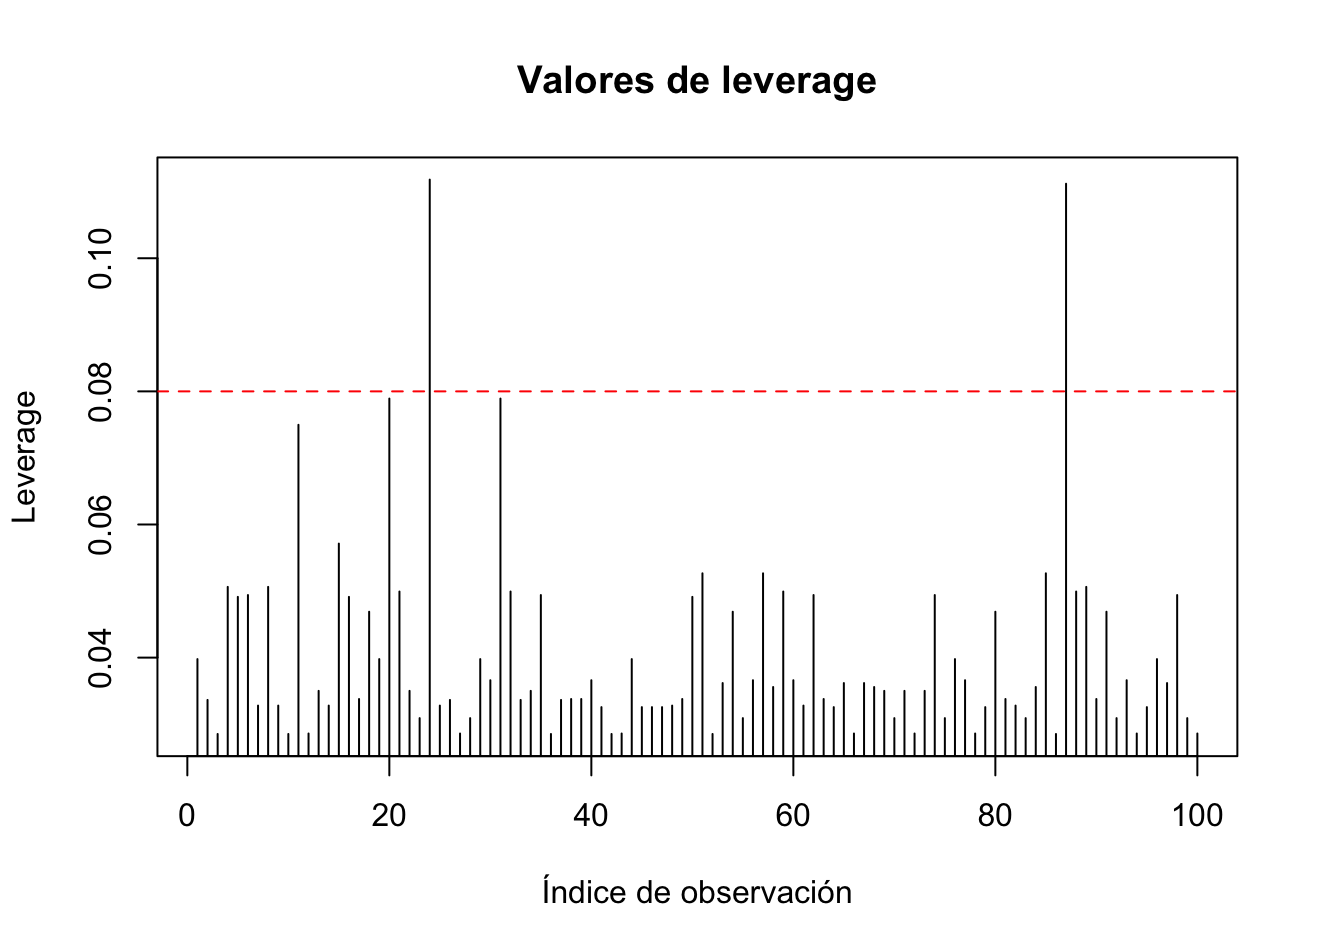 Valores de leverage
0.10
0.08
0.06
0.04
Leverage
0 20 40 60 80 100
Índice de observación